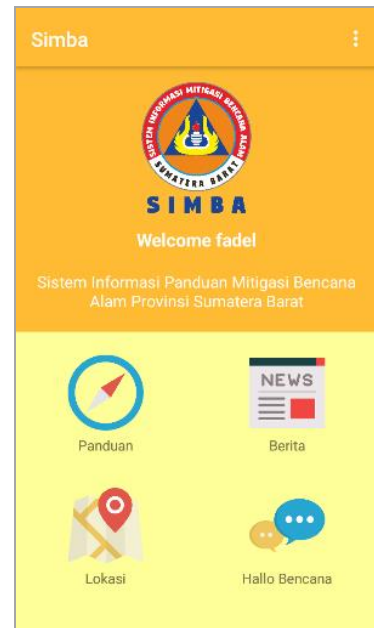 Simba
SISTEM INFORMASI MITIGASI BENCANA ALAM
SUMATERA BARAT
SIMBA
Welcome fadel
Sistem Informasi Panduan Mitigasi Bencana
Alam Provinsi Sumatera Barat
NEWS
Panduan
Berita
Lokasi
Hallo Bencana